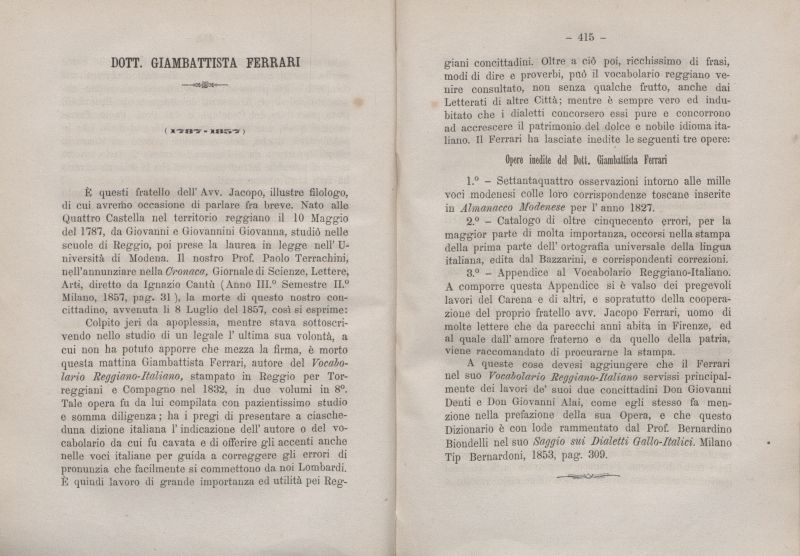 DOTT. GIAMBATTISTA FERRARI
(1787-1857)
È questi fratello dell' Avv. Jacopo, illustre filologo,
di cui avremo occasione di parlare fra breve. Nato alle
Quattro Castella nel territorio reggiano il 10 Maggio
del 1787, da Giovanni e Giovannini Giovanna, studiò nelle
scuole di Reggio, poi prese la laurea in legge nell' U-
niversità di Modena. Il nostro Prof. Paolo Terrachini,
nell'annunziare nella Cronaca, Giornale di Scienze, Lettere,
Arti, diretto da Ignazio Cantù (Anno III.º Semestre II.º
Milano, 1857, pag. 31), la morte di questo nostro con-
cittadino, avvenuta li 8 Luglio del 1857, così si esprime:
Colpito jeri da apoplessia, mentre stava sottoscri-
vendo nello studio di un legale l' ultima sua volontà, a
cui non ha potuto apporre che mezza la firma, è morto
questa mattina Giambattista Ferrari, autore del Vocabo-
lario Reggiano-Italiano, stampato in Reggio per Tor-
reggiani e Compagno nel 1832, in due volumi in 8º.
Tale opera fu da lui compilata con pazientissimo studio
e somma diligenza; ha i pregi di presentare a ciasche-
duna dizione italiana l' indicazione dell' autore o del vo-
cabolario da cui fu cavata e di offerire gli accenti anche
nelle voci italiane per guida a correggere gli errori di
pronunzia che facilmente si commettono da noi Lombardi.
È quindi lavoro di grande importanza ed utilità pei Reg-
- 415 -
giani concittadini. Oltre a ciò poi, ricchissimo di frasi,
modi di dire e proverbi, può il vocabolario reggiano ve-
nire consultato, non senza qualche frutto, anche dai
Letterati di altre Città; mentre è sempre vero ed indu-
bitato che i dialetti concorsero essi pure e concorrono
ad accrescere il patrimonio del dolce e nobile idioma ita-
liano. Il Ferrari ha lasciate inedite le seguenti tre opere:
Opere inedite del Dott. Giambattista Ferrari
1.º - Settantaquattro osservazioni intorno alle mille
voci modenesi colle loro corrispondenze toscane inserite
in Almanacco Modenese per l' anno 1827.
2.º - Catalogo di oltre cinquecento errori, per la
maggior parte di molta importanza, occorsi nella stampa
della prima parte dell' ortografia universale della lingua
italiana, edita dal Bazzarini, e corrispondenti correzioni.
3.º - Appendice al Vocabolario Reggiano-Italiano.
A comporre questa Appendice si è valso dei pregevoli
lavori del Carena e di altri, e sopratutto della coopera-
zione del proprio fratello avv. Jacopo Ferrari, uomo di
molte lettere che da parecchi anni abita in Firenze, ed
al quale dall' amore fraterno e da quello della patria,
viene raccomandato di procurarne la stampa.
A queste cose devesi aggiungere che il Ferrari
nel suo Vocabolario Reggiano-Italiano servissi principal-
mente dei lavori de' suoi due concittadini Don Giovanni
Denti e Don Giovanni Alai, come egli stesso fa men-
zione nella prefazione della sua Opera, e che questo
Dizionario è con lode rammentato dal Prof. Bernardino
Biondelli nel suo Saggio sui Dialetti Gallo-Italici. Milano
Tip Bernardoni, 1853, pag. 309.